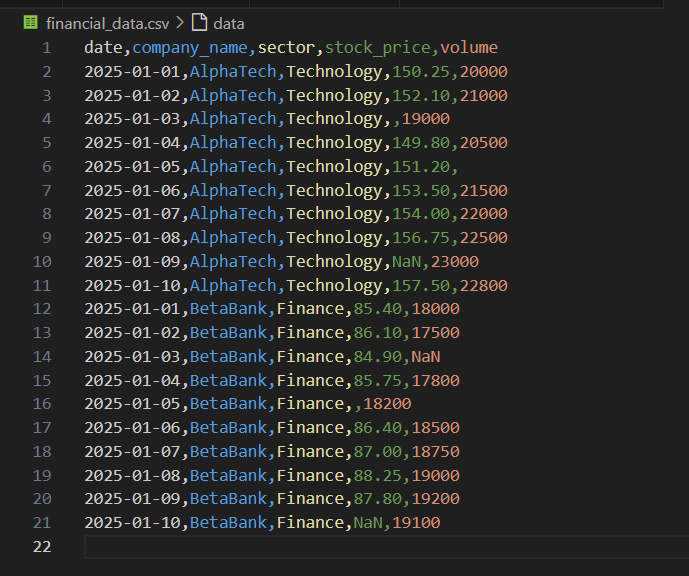 financial_data.csv > data
1 date,company_name,sector,stock_price,volume
2 2025-01-01,AlphaTech,Technology,150.25,20000
3 2025-01-02,AlphaTech,Technology,152.10,21000
4 2025-01-03,AlphaTech,Technology,,19000
5 2025-01-04,AlphaTech,Technology,149.80,20500
6 2025-01-05,AlphaTech,Technology,151.20,
7 2025-01-06,AlphaTech,Technology,153.50,21500
8 2025-01-07,AlphaTech,Technology,154.00,22000
9 2025-01-08,AlphaTech,Technology,156.75,22500
10 2025-01-09,AlphaTech,Technology,NaN,23000
11 2025-01-10,AlphaTech,Technology,157.50,22800
12 2025-01-01,BetaBank,Finance,85.40,18000
13 2025-01-02,BetaBank,Finance,86.10,17500
14 2025-01-03,BetaBank,Finance,84.90,NaN
15 2025-01-04,BetaBank,Finance,85.75,17800
16 2025-01-05,BetaBank,Finance,,18200
17 2025-01-06,BetaBank,Finance,86.40,18500
18 2025-01-07,BetaBank,Finance,87.00,18750
19 2025-01-08,BetaBank,Finance,88.25,19000
20 2025-01-09,BetaBank,Finance,87.80,19200
21 2025-01-10,BetaBank,Finance,NaN,19100
22